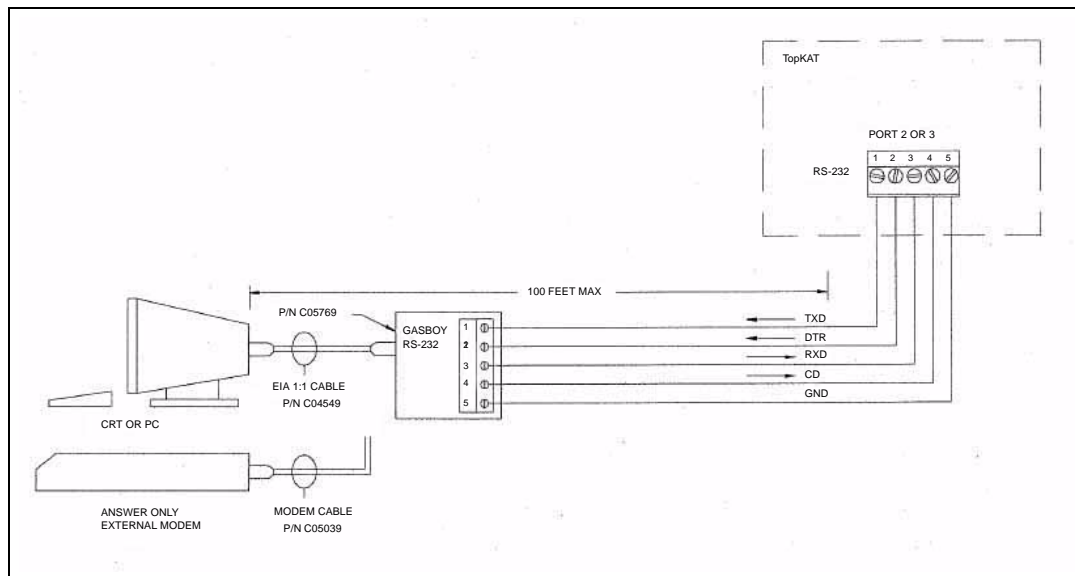 TopKAT
PORT 2 OR 3
1 2 3 4 5
RS-232
100 FEET MAX
P/N C05769
GASBOY
RS-232
1
2
3
4
5
TXD
DTR
RXD
CD
GND
EIA 1:1 CABLE
P/N C04549
CRT OR PC
ANSWER ONLY
EXTERNAL MODEM
MODEM CABLE
P/N C05039